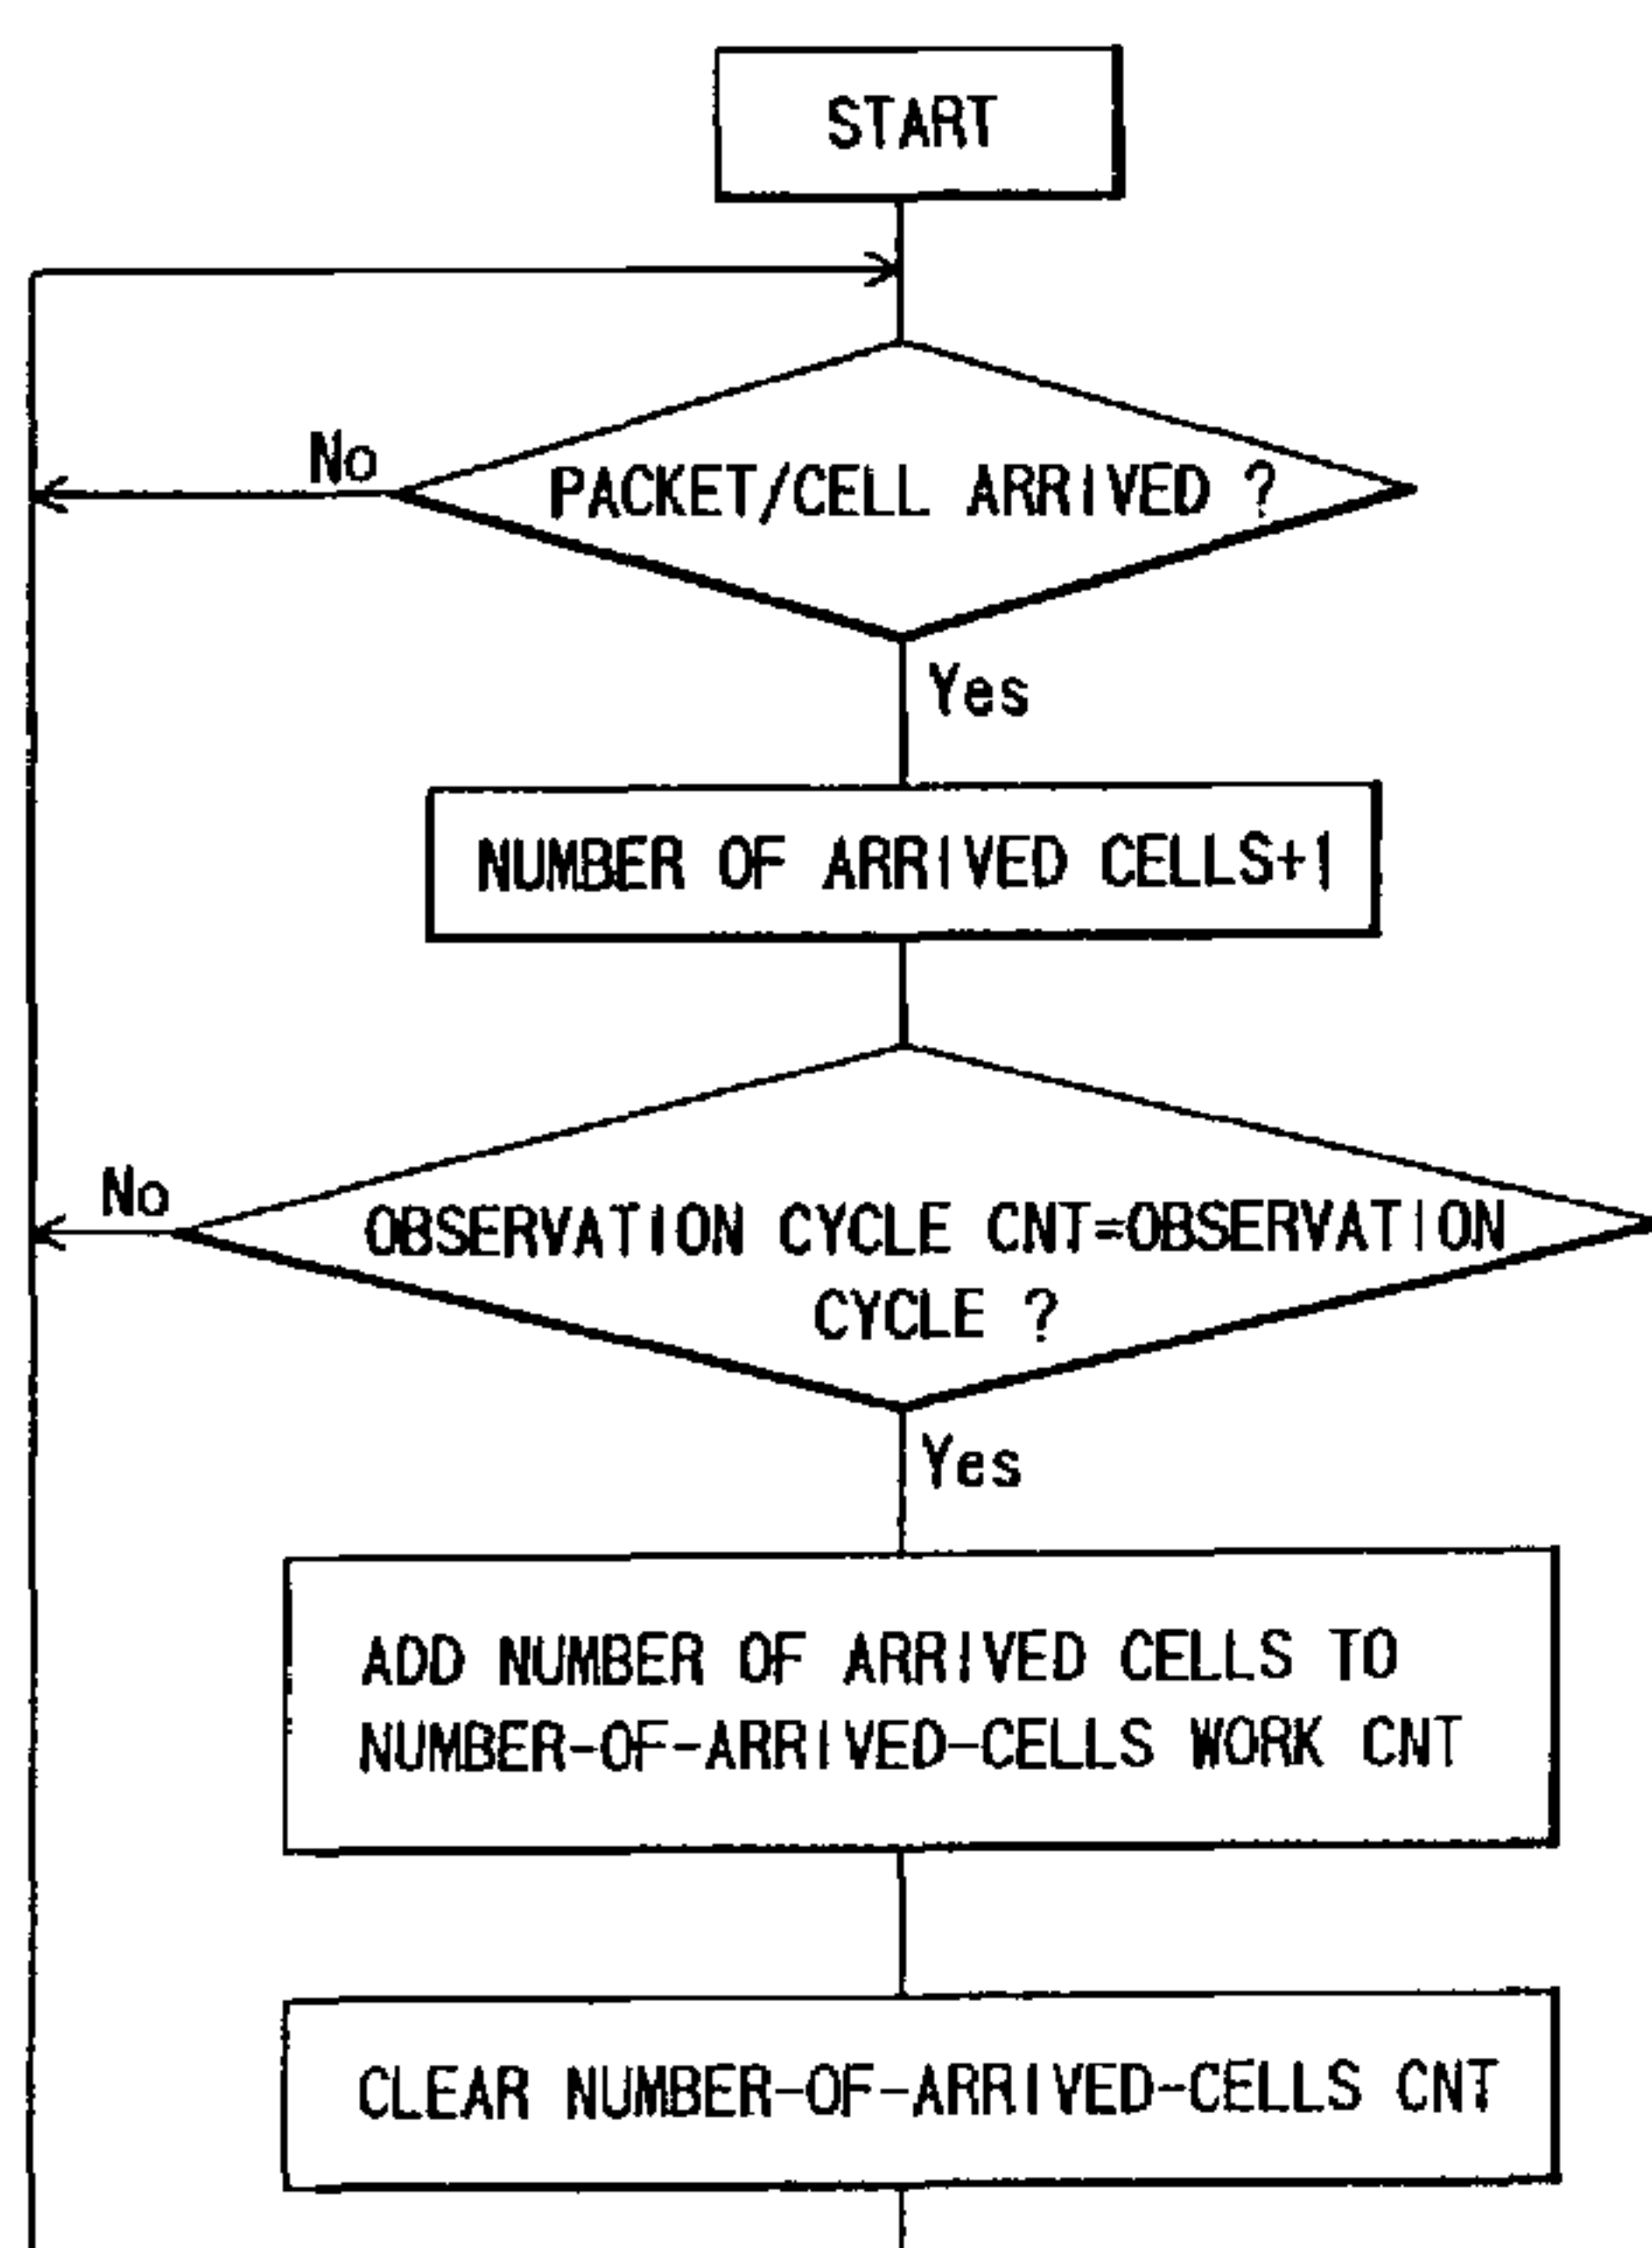 START
No
PACKET/CELL ARRIVED ?
Yes
NUMBER OF ARRIVED CELLS+1
No
OBSERVATION CYCLE CNT=OBSERVATION
CYCLE ?
Yes
ADD NUMBER OF ARRIVED CELLS TO
NUMBER-OF-ARRIVED-CELLS WORK CNT
CLEAR NUMBER-OF-ARRIVED-CELLS CNT